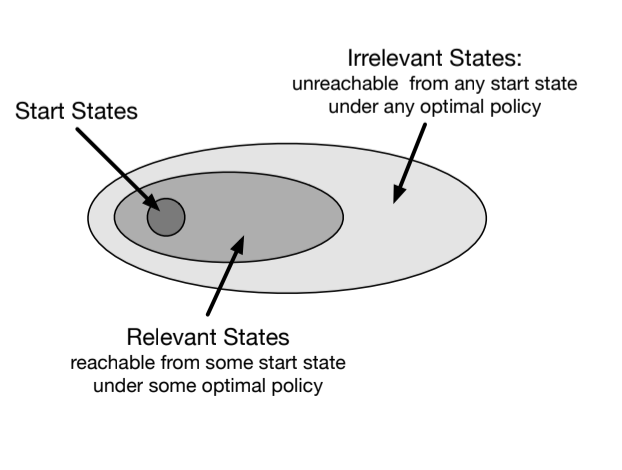 Irrelevant States:
unreachable from any start state
under any optimal policy
Start States
Relevant States
reachable from some start state
under some optimal policy